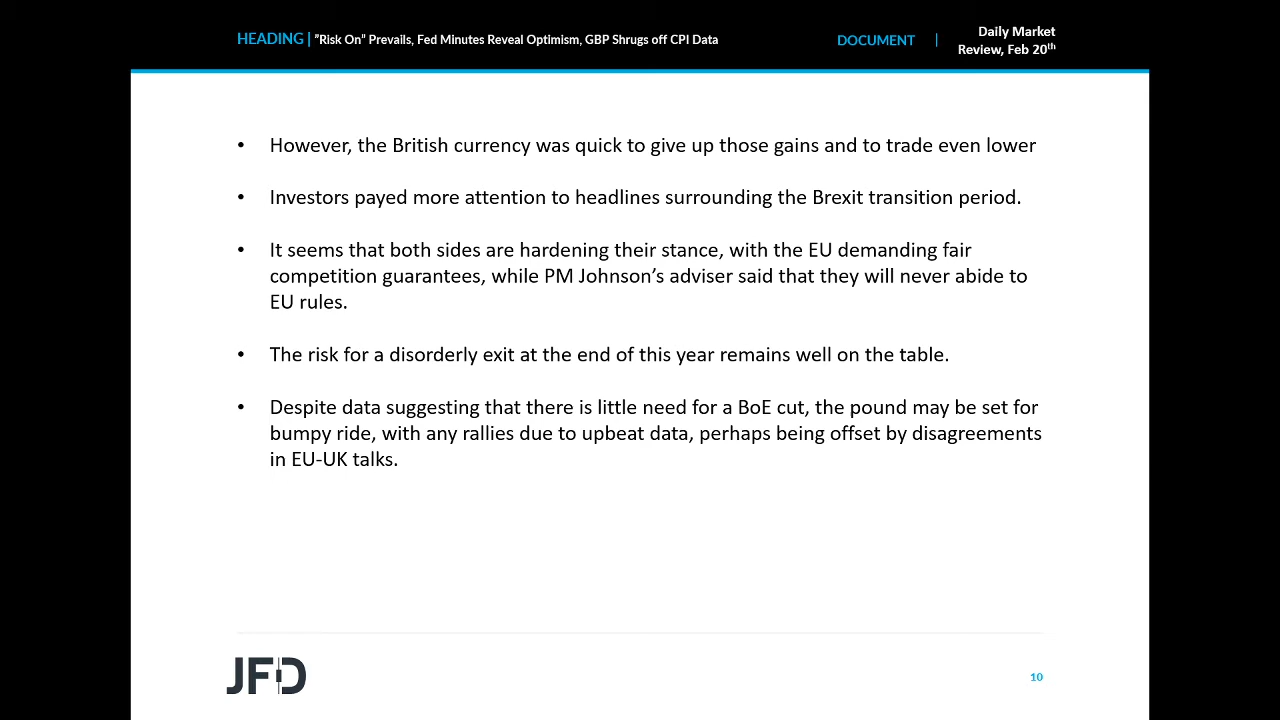 HEADING | ”Risk On” Prevails, Fed Minutes Reveal Optimism, GBP Shrugs off CPI Data
DOCUMENT | Daily Market
Review, Feb 20th
• However, the British currency was quick to give up those gains and to trade even lower
• Investors payed more attention to headlines surrounding the Brexit transition period.
• It seems that both sides are hardening their stance, with the EU demanding fair
competition guarantees, while PM Johnson’s adviser said that they will never abide to
EU rules.
• The risk for a disorderly exit at the end of this year remains well on the table.
• Despite data suggesting that there is little need for a BoE cut, the pound may be set for
bumpy ride, with any rallies due to upbeat data, perhaps being offset by disagreements
in EU-UK talks.
JFD
10